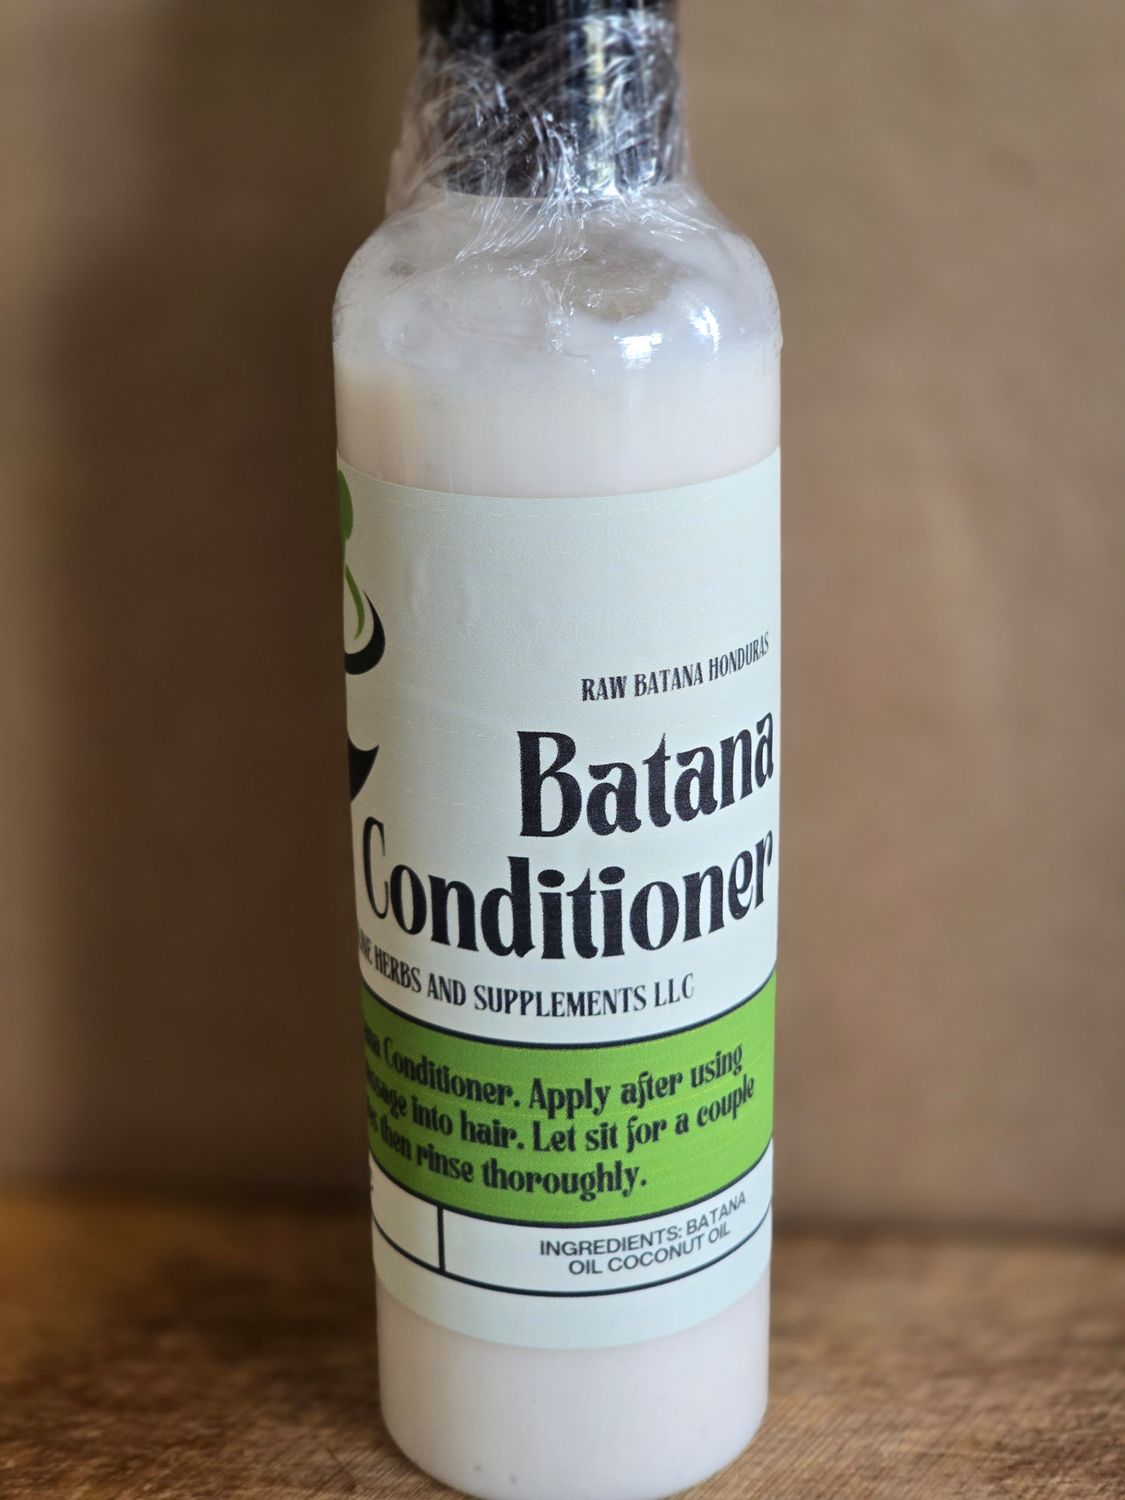 RAW BATANA HONDURAS
Batana
Conditioner
HERBS AND SUPPLEMENTS LLC
Conditioner. Apply after using
into hair. Let sit for a couple
then rinse thoroughly.
INGREDIENTS: BATANA
OIL COCONUT OIL